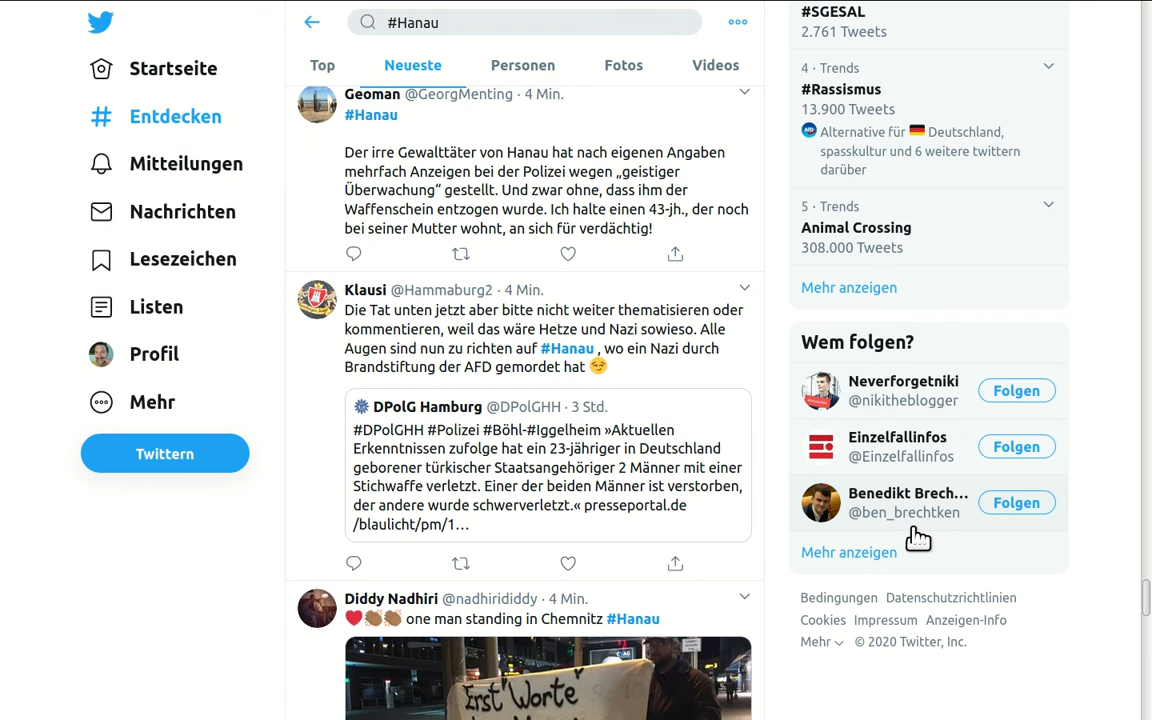 Startseite
Entdecken
Mitteilungen
Nachrichten
Lesezeichen
Listen
Profil
Mehr
Twittern
#Hanau
Top Neueste Personen Fotos Videos
Geoman @GeorgMenting · 4 Min.
#Hanau
Der irre Gewalttäter von Hanau hat nach eigenen Angaben
mehrfach Anzeigen bei der Polizei wegen „geistiger
Überwachung“ gestellt. Und zwar ohne, dass ihm der
Waffenschein entzogen wurde. Ich halte einen 43-jh., der noch
bei seiner Mutter wohnt, an sich für verdächtig!
Klausi @Hammaburg2 · 4 Min.
Die Tat unten jetzt aber bitte nicht weiter thematisieren oder
kommentieren, weil das wäre Hetze und Nazi sowieso. Alle
Augen sind nun zu richten auf #Hanau , wo ein Nazi durch
Brandstiftung der AFD gemordet hat 😏
DPolG Hamburg @DPolGHH · 3 Std.
#DPolGHH #Polizei #Böhl-#Iggelheim »Aktuellen
Erkenntnissen zufolge hat ein 23-jähriger in Deutschland
geborener türkischer Staatsangehöriger 2 Männer mit einer
Stichwaffe verletzt. Einer der beiden Männer ist verstorben,
der andere wurde schwerverletzt.« presseportal.de
/blaulicht/pm/1…
Diddy Nadhiri @nadhirididdy · 4 Min.
❤️👏🏾👏🏾 one man standing in Chemnitz #Hanau
Erst Worte
#SGESAL
2.761 Tweets
4 · Trends
#Rassismus
13.900 Tweets
Alternative für 🇩🇪 Deutschland,
spasskultur und 6 weitere twittern
darüber
5 · Trends
Animal Crossing
308.000 Tweets
Mehr anzeigen
Wem folgen?
Neverforgetniki
@nikitheblogger
Folgen
Einzelfallinfos
@Einzelfallinfos
Folgen
Benedikt Brech…
@ben_brechtken
Folgen
Mehr anzeigen
Bedingungen Datenschutzrichtlinien
Cookies Impressum Anzeigen-Info
Mehr © 2020 Twitter, Inc.